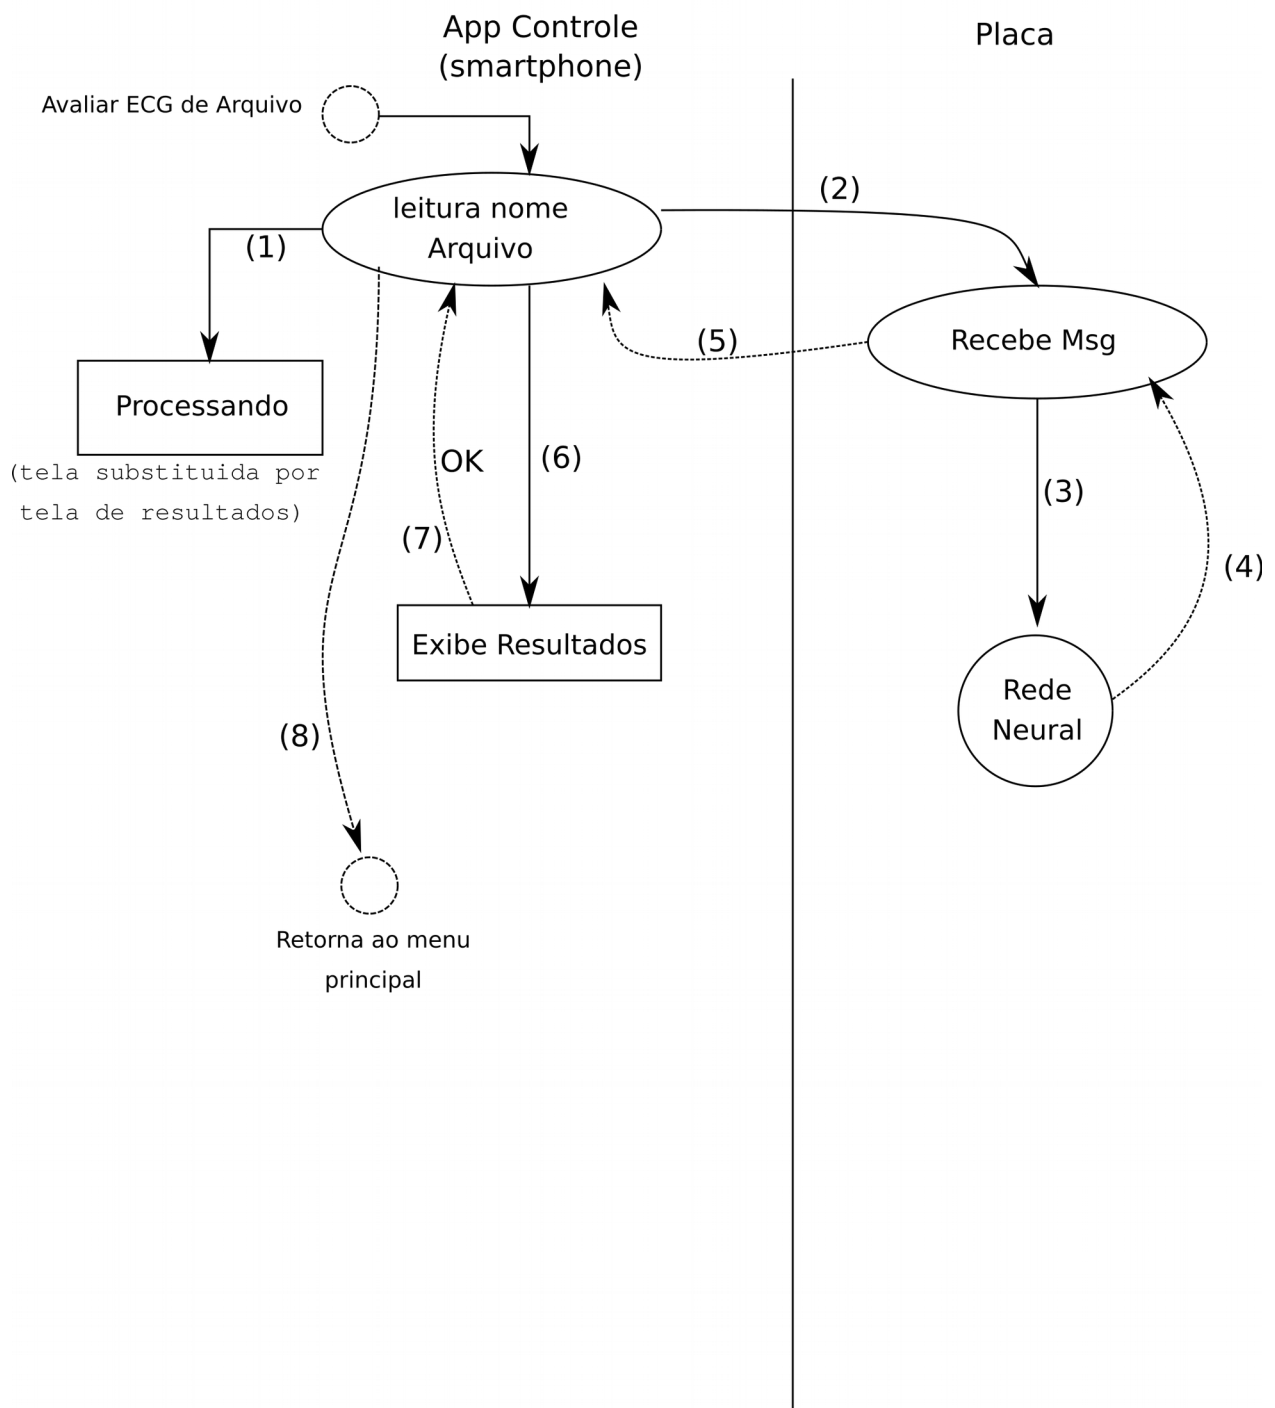 App Controle
(smartphone)
Placa
Avaliar ECG de Arquivo
(2)
leitura nome
Arquivo
(1)
(5)
Recebe Msg
Processando
(tela substituida por
tela de resultados)
OK
(6)
(3)
(7)
(4)
Exibe Resultados
Rede
Neural
(8)
Retorna ao menu
principal